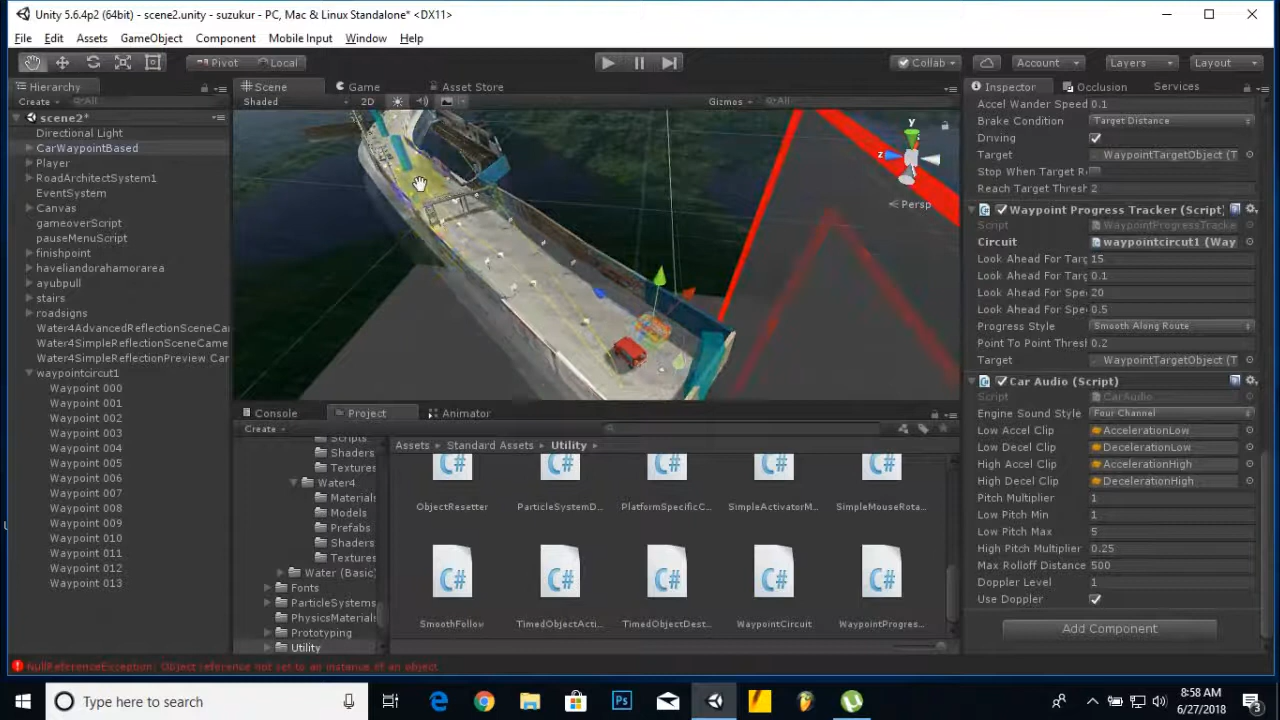 Unity 5.6.4p2 (64bit) - scene2.unity - suzukur - PC, Mac & Linux Standalone* <DX11>
File Edit Assets GameObject Component Mobile Input Window Help
Pivot Local Collab Account Layers Layout
Hierarchy
Create All
scene2*
Directional Light
CarWaypointBased
Player
RoadArchitectSystem1
EventSystem
Canvas
gameoverScript
pauseMenuScript
finishpoint
haveliandorahamorarea
ayubpull
stairs
roadsigns
Water4AdvancedReflectionSceneCa
Water4SimpleReflectionSceneCame
Water4SimpleReflectionPreview Car
waypointcircut1
Waypoint 000
Waypoint 001
Waypoint 002
Waypoint 003
Waypoint 004
Waypoint 005
Waypoint 006
Waypoint 007
Waypoint 008
Waypoint 009
Waypoint 010
Waypoint 011
Waypoint 012
Waypoint 013
Scene Game Asset Store
Shaded 2D Gizmos All
y
z
Persp
Console Project Animator
Create
Scripts
Shaders
Textures
Water4
Materials
Models
Prefabs
Shaders
Textures
Water (Basic)
Fonts
ParticleSystems
PhysicsMaterials
Prototyping
Utility
Assets Standard Assets Utility
C# C# C# C# C#
ObjectResetter ParticleSystemD... PlatformSpecificC... SimpleActivatorM... SimpleMouseRota...
C# C# C# C# C#
SmoothFollow TimedObjectActi... TimedObjectDest... WaypointCircuit WaypointProgres...
Inspector Occlusion Services
Accel Wander Speed 0.1
Brake Condition Target Distance
Driving
Target WaypointTargetObject (T
Stop When Target R
Reach Target Thresh 2
Waypoint Progress Tracker (Script)
Script WaypointProgressTracke
Circuit waypointcircut1 (Way
Look Ahead For Targ 15
Look Ahead For Targ 0.1
Look Ahead For Spe 20
Look Ahead For Spe 0.5
Progress Style Smooth Along Route
Point To Point Thresh 0.2
Target WaypointTargetObject (T
Car Audio (Script)
Script CarAudio
Engine Sound Style Four Channel
Low Accel Clip AccelerationLow
Low Decel Clip DecelerationLow
High Accel Clip AccelerationHigh
High Decel Clip DecelerationHigh
Pitch Multiplier 1
Low Pitch Min 1
Low Pitch Max 5
High Pitch Multiplier 0.25
Max Rolloff Distance 500
Doppler Level 1
Use Doppler
Add Component
NullReferenceException: Object reference not set to an instance of an object
Type here to search
8:58 AM
6/27/2018
3